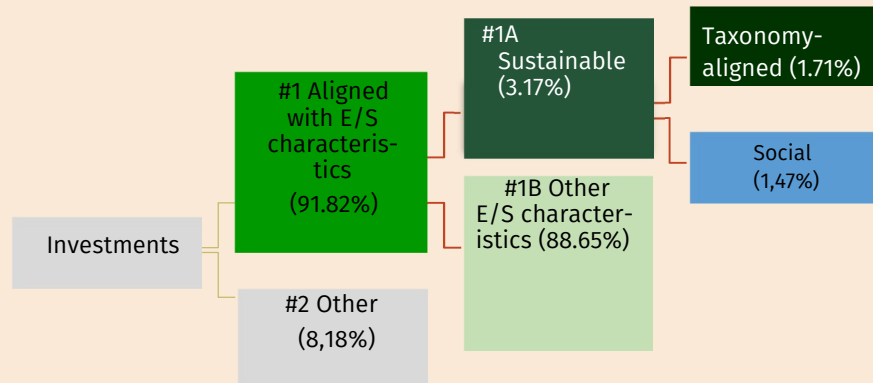 Investments
#1 Aligned
with E/S
characteris-
tics
(91.82%)
#2 Other
(8,18%)
#1A
Sustainable
(3.17%)
#1B Other
E/S character-
istics (88.65%)
Taxonomy-
aligned (1.71%)
Social
(1,47%)